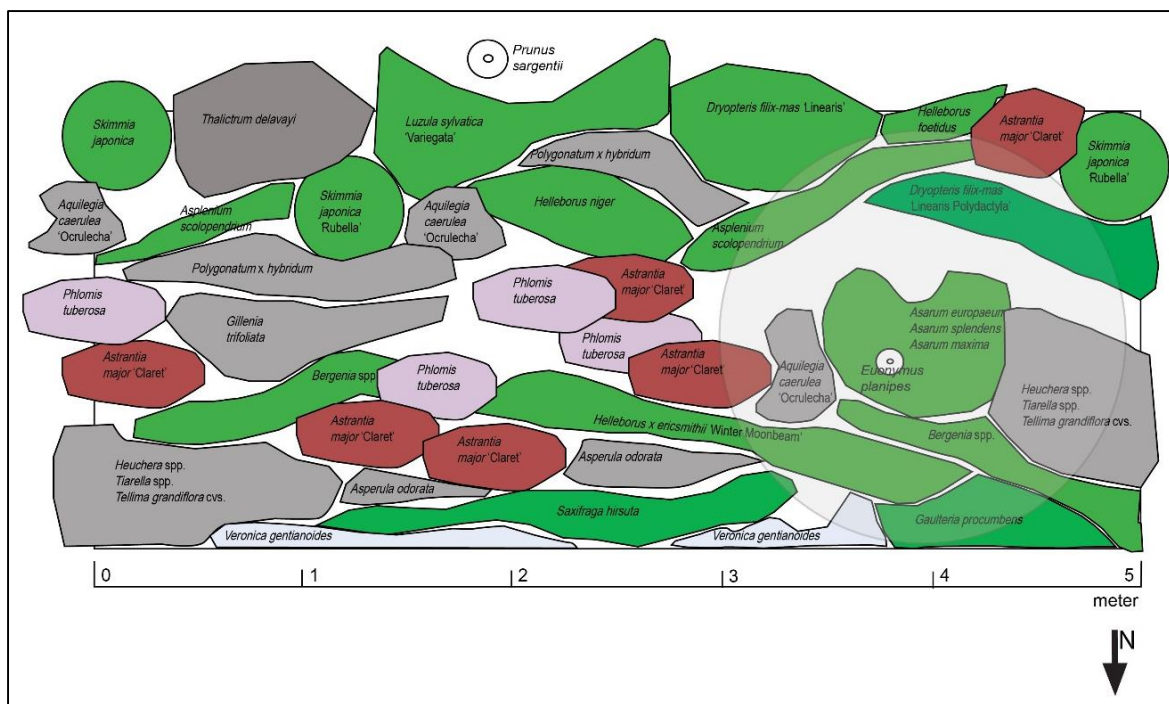 Prunus
sargentii
Skimmia
japonica
Thalictrum delavayi
Luzula sylvatica
'Variegata'
Dryopteris filix-mas 'Linearis'
Helleborus
foetidus
Astrantia
major 'Claret'
Skimmia
japonica
Rubella'
Polygonatum x hybridum
Aquilegia
caerulea
'Ocrulecha'
Asplenium
scolopendrium
Skimmia
japonica
Rubella'
Aquilegia
caerulea
'Ocrulecha'
Helleborus niger
Asplenium
scolopendrium
Dryopteris filix-mas
'Linearis Polydactyla'
Polygonatum x hybridum
Phlomis
tuberosa
Gillenia
trifoliata
Phlomis
tuberosa
Astrantia
major 'Claret'
Phlomis
tuberosa
Asarum europaeum
Asarum splendens
Asarum maxima
Astrantia
major 'Claret'
Bergenia spp
Phlomis
tuberosa
Astrantia
major 'Claret'
Aquilegia
caerulea
'Ocrulecha'
Euonymus
planipes
Heuchera spp.
Tiarella spp.
Tellima grandiflora cvs.
Astrantia
major 'Claret'
Astrantia
major 'Claret'
Helleborus x ericsmithii 'Winter Moonbeam'
Bergenia spp.
Heuchera spp.
Tiarella spp.
Tellima grandiflora cvs.
Asperula odorata
Asperula odorata
Saxifraga hirsuta
Gaulteria procumbens
Veronica gentianoides
Veronica gentianoides
0 1 2 3 4 5
meter
N